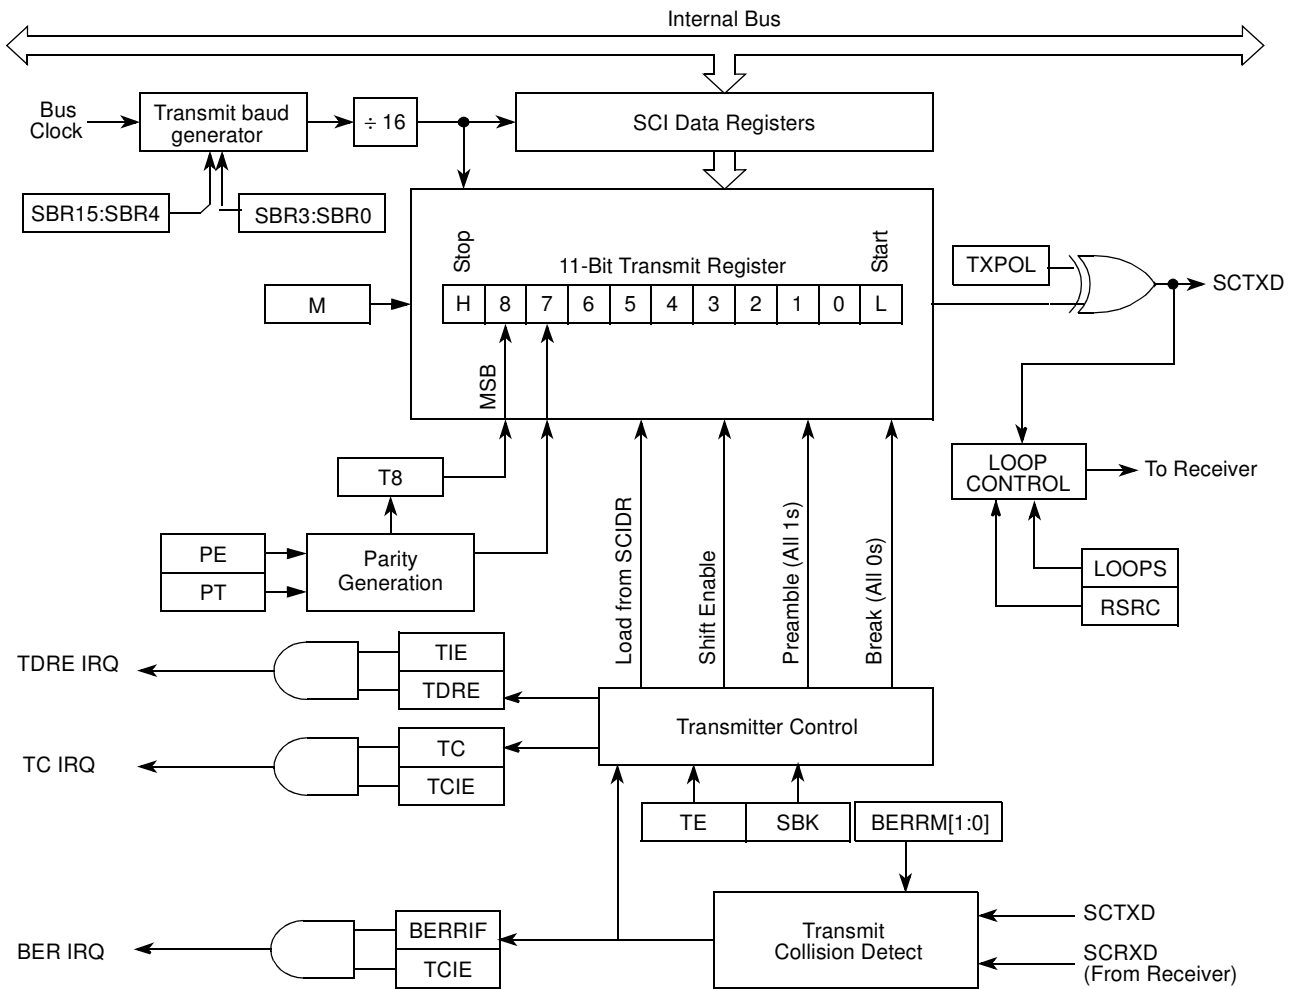 Internal Bus
Bus
Clock
Transmit baud
generator
÷ 16
SCI Data Registers
SBR15:SBR4
SBR3:SBR0
Stop
11-Bit Transmit Register
Start
TXPOL
SCTXD
M
H 8 7 6 5 4 3 2 1 0 L
MSB
T8
LOOP
CONTROL
To Receiver
PE
PT
Parity
Generation
Load from SCIDR
Shift Enable
Preamble (All 1s)
Break (All 0s)
LOOPS
RSRC
TDRE IRQ
TIE
TDRE
Transmitter Control
TC IRQ
TC
TCIE
TE
SBK
BERRM[1:0]
BER IRQ
BERRIF
TCIE
Transmit
Collision Detect
SCTXD
SCRXD
(From Receiver)